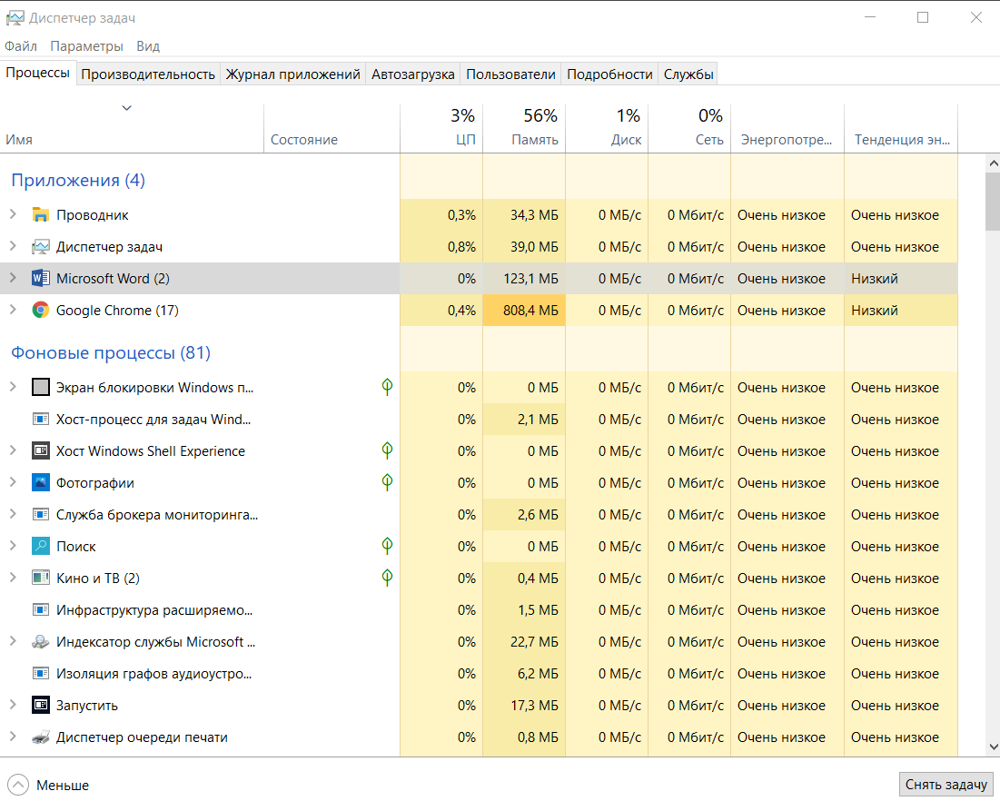 Диспетчер задач
Файл Параметры Вид
Процессы Производительность Журнал приложений Автозагрузка Пользователи Подробности Службы
3% 56% 1% 0%
Имя Состояние ЦП Память Диск Сеть Энергопотре... Тенденция эн...
Приложения (4)
Проводник 0,3% 34,3 МБ 0 МБ/с 0 Мбит/с Очень низкое Очень низкое
Диспетчер задач 0,8% 39,0 МБ 0 МБ/с 0 Мбит/с Очень низкое Очень низкое
Microsoft Word (2) 0% 123,1 МБ 0 МБ/с 0 Мбит/с Очень низкое Низкий
Google Chrome (17) 0,4% 808,4 МБ 0 МБ/с 0 Мбит/с Очень низкое Низкий
Фоновые процессы (81)
Экран блокировки Windows п... 0% 0 МБ 0 МБ/с 0 Мбит/с Очень низкое Очень низкое
Хост-процесс для задач Wind... 0% 2,1 МБ 0 МБ/с 0 Мбит/с Очень низкое Очень низкое
Хост Windows Shell Experience 0% 0 МБ 0 МБ/с 0 Мбит/с Очень низкое Очень низкое
Фотографии 0% 0 МБ 0 МБ/с 0 Мбит/с Очень низкое Очень низкое
Служба брокера мониторинга... 0% 2,6 МБ 0 МБ/с 0 Мбит/с Очень низкое Очень низкое
Поиск 0% 0 МБ 0 МБ/с 0 Мбит/с Очень низкое Очень низкое
Кино и ТВ (2) 0% 0,4 МБ 0 МБ/с 0 Мбит/с Очень низкое Очень низкое
Инфраструктура расширяемо... 0% 1,5 МБ 0 МБ/с 0 Мбит/с Очень низкое Очень низкое
Индексатор службы Microsoft ... 0% 22,7 МБ 0 МБ/с 0 Мбит/с Очень низкое Очень низкое
Изоляция графов аудиоустро... 0% 6,2 МБ 0 МБ/с 0 Мбит/с Очень низкое Очень низкое
Запустить 0% 17,3 МБ 0 МБ/с 0 Мбит/с Очень низкое Очень низкое
Диспетчер очереди печати 0% 0,8 МБ 0 МБ/с 0 Мбит/с Очень низкое Очень низкое
Меньше Снять задачу